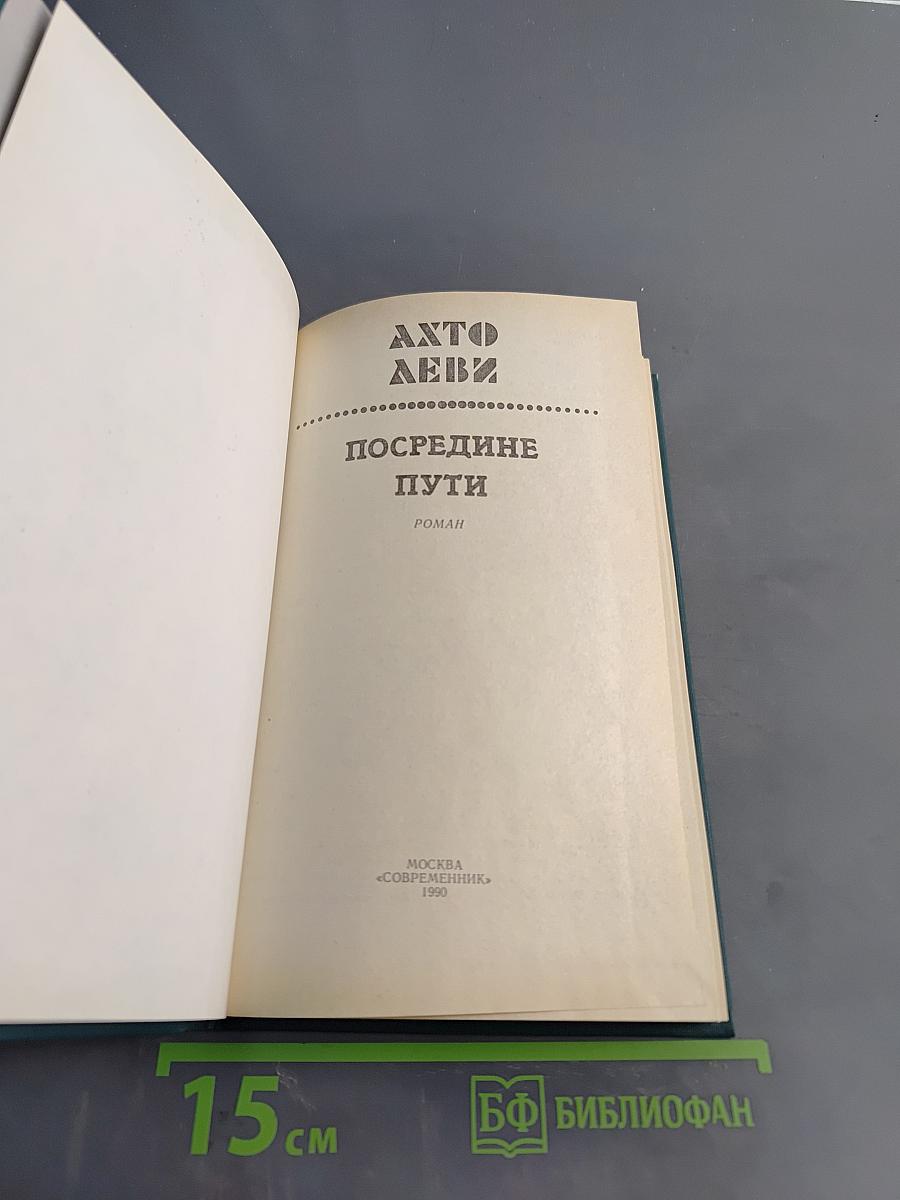 АХТО
ЛЕВИ
ПОСРЕДИНЕ
ПУТИ
РОМАН
МОСКВА
«СОВРЕМЕННИК»
1990
15 СМ
БФ БИБЛИОФАН